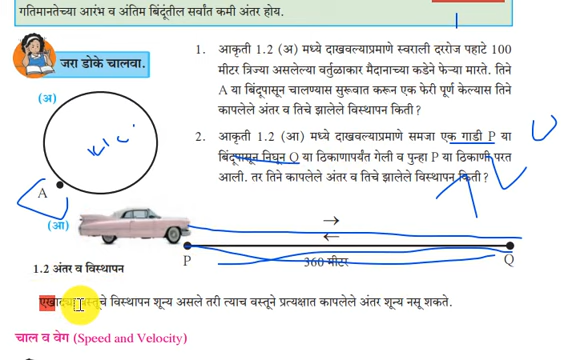 गतिमानतेच्या आरंभ व अंतिम बिंदूंतील सर्वांत कमी अंतर होय.
जरा डोके चालवा.
1. आकृती 1.2 (अ) मध्ये दाखवल्याप्रमाणे स्वराली दररोज पहाटे 100
मीटर त्रिज्या असलेल्या वर्तुळाकार मैदानाच्या कडेने फेऱ्या मारते. तिने
A या बिंदूपासून चालण्यास सुरूवात करून एक फेरी पूर्ण केल्यास तिने
कापलेले अंतर व तिचे झालेले विस्थापन किती?
2. आकृती 1.2 (आ) मध्ये दाखवल्याप्रमाणे समजा एक गाडी P या
बिंदूपासून निघून Q या ठिकाणापर्यंत गेली व पुन्हा P या ठिकाणी परत
आली. तर तिने कापलेले अंतर व तिचे झालेले विस्थापन किती?
(अ)
A
(आ)
P
360 मीटर
Q
1.2 अंतर व विस्थापन
एखाद्या वस्तूचे विस्थापन शून्य असले तरी त्याच वस्तूने प्रत्यक्षात कापलेले अंतर शून्य नसू शकते.
चाल व वेग (Speed and Velocity)